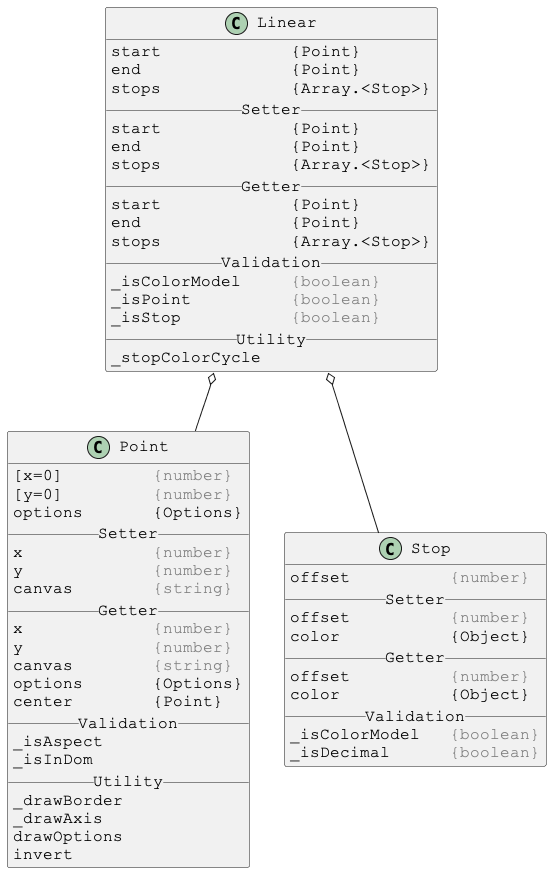 C Linear
start {Point}
end {Point}
stops {Array.<Stop>}
Setter
start {Point}
end {Point}
stops {Array.<Stop>}
Getter
start {Point}
end {Point}
stops {Array.<Stop>}
Validation
_isColorModel {boolean}
_isPoint {boolean}
_isStop {boolean}
Utility
_stopColorCycle
C Point
[x=0] {number}
[y=0] {number}
options {Options}
Setter
x {number}
y {number}
canvas {string}
Getter
x {number}
y {number}
canvas {string}
options {Options}
center {Point}
Validation
_isAspect
_isInDom
Utility
_drawBorder
_drawAxis
drawOptions
invert
C Stop
offset {number}
Setter
offset {number}
color {Object}
Getter
offset {number}
color {Object}
Validation
_isColorModel {boolean}
_isDecimal {boolean}